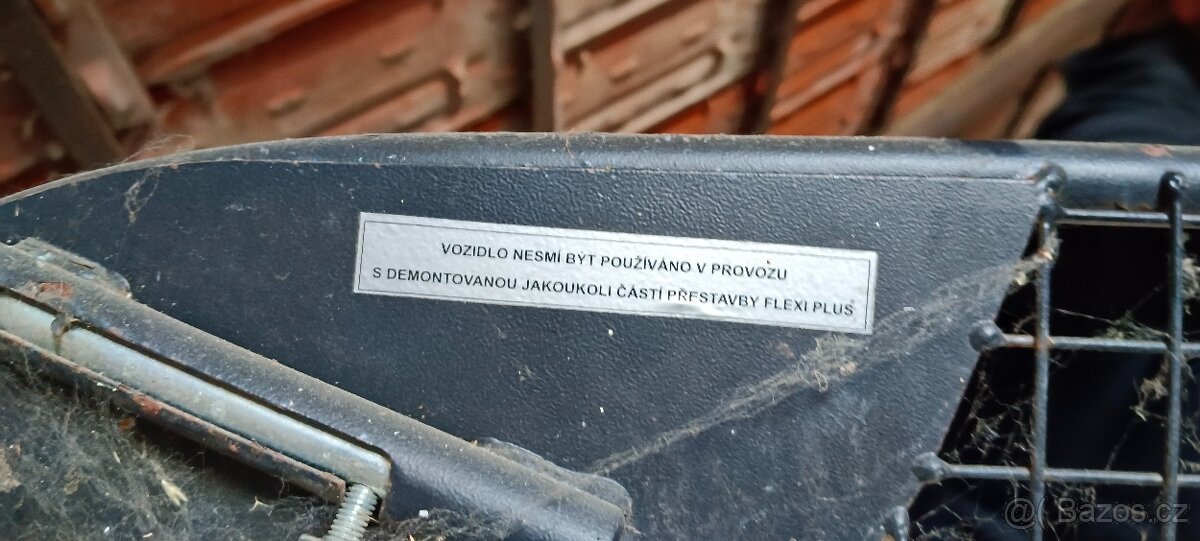 VOZIDLO NESMÍ BÝT POUŽÍVÁNO V PROVOZU
S DEMONTOVANOU JAKOUKOLI ČÁSTÍ PŘESTAVBY FLEXI PLUS
@( Bazos.cz